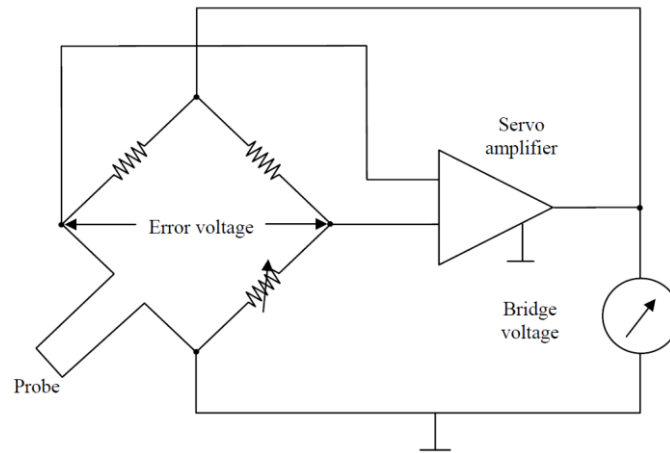 Servo
amplifier
Error voltage
Bridge
voltage
Probe